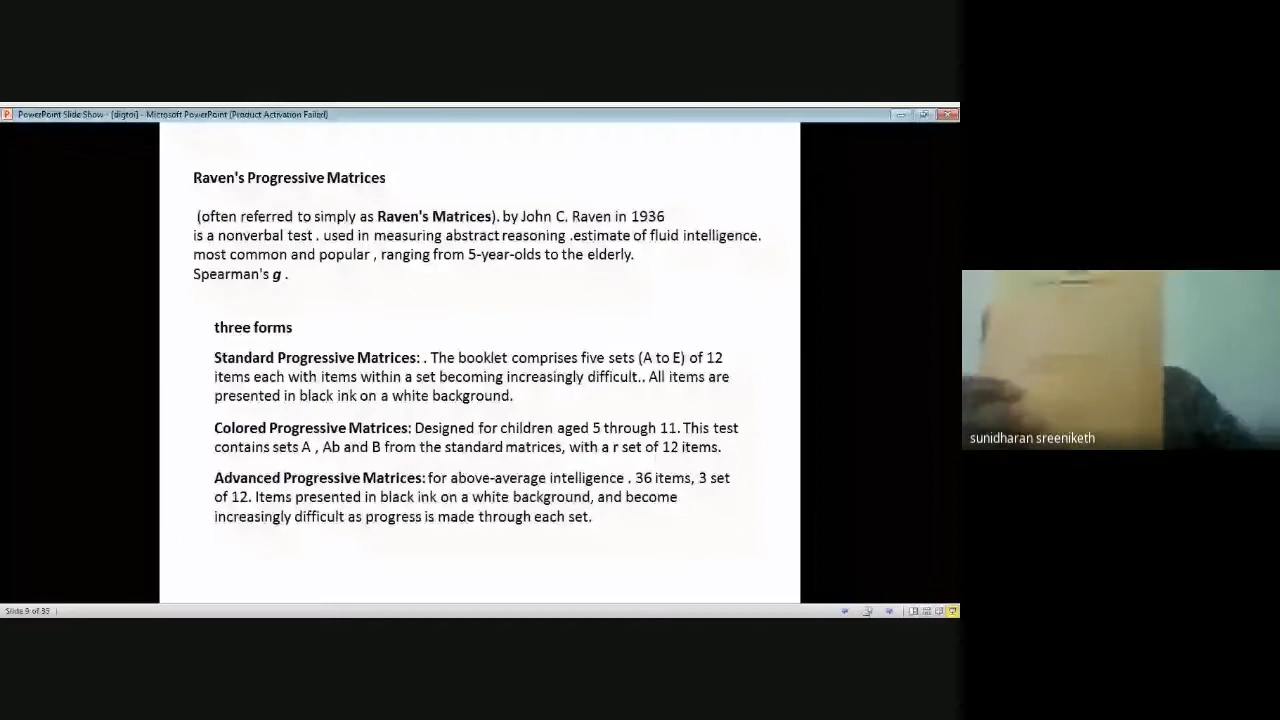 PowerPoint Slide Show - [digtoi] - Microsoft PowerPoint (Product Activation Failed)
Raven's Progressive Matrices
(often referred to simply as Raven's Matrices). by John C. Raven in 1936
is a nonverbal test . used in measuring abstract reasoning .estimate of fluid intelligence.
most common and popular , ranging from 5-year-olds to the elderly.
Spearman's g .
three forms
Standard Progressive Matrices: . The booklet comprises five sets (A to E) of 12
items each with items within a set becoming increasingly difficult.. All items are
presented in black ink on a white background.
Colored Progressive Matrices: Designed for children aged 5 through 11. This test
contains sets A , Ab and B from the standard matrices, with a r set of 12 items.
Advanced Progressive Matrices: for above-average intelligence . 36 items, 3 set
of 12. Items presented in black ink on a white background, and become
increasingly difficult as progress is made through each set.
sunidharan sreeniketh
Slide 9 of 35